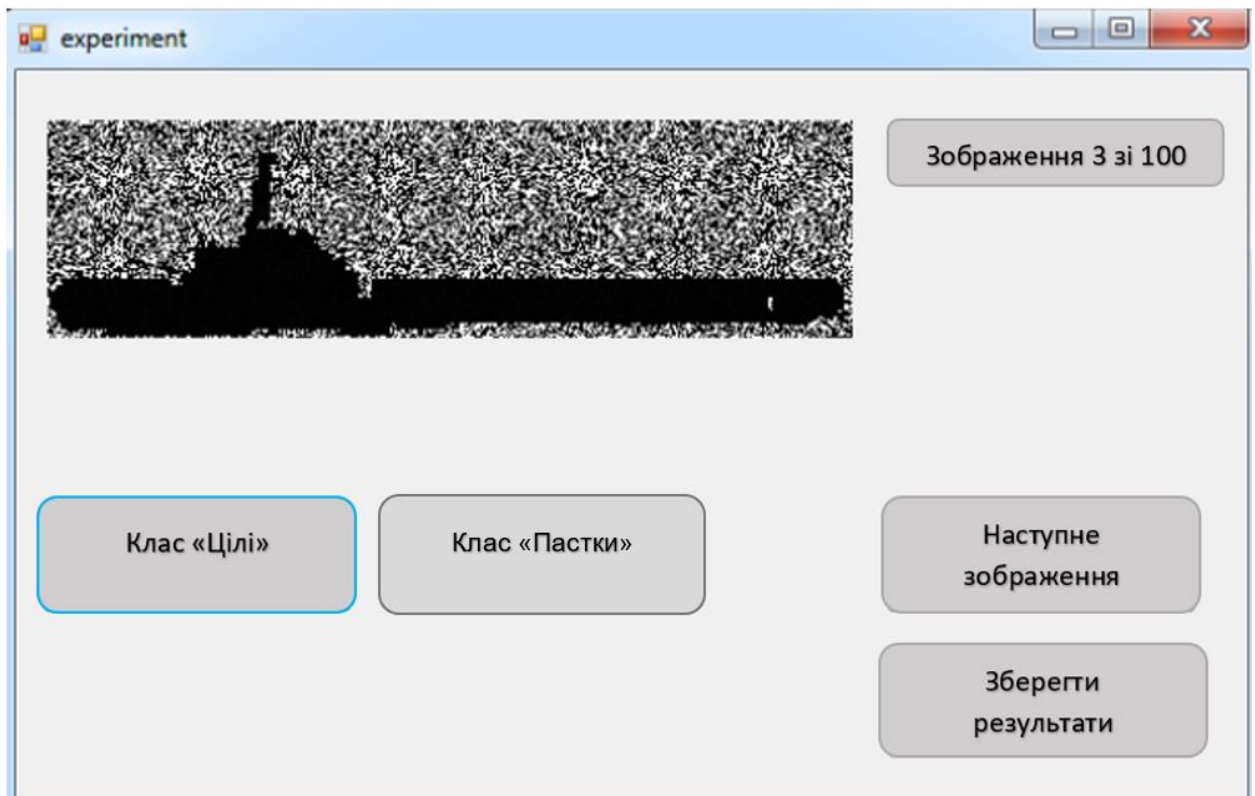 experiment
Зображення 3 зі 100
Клас «Цілі»
Клас «Пастки»
Наступне
зображення
Зберегти
результати